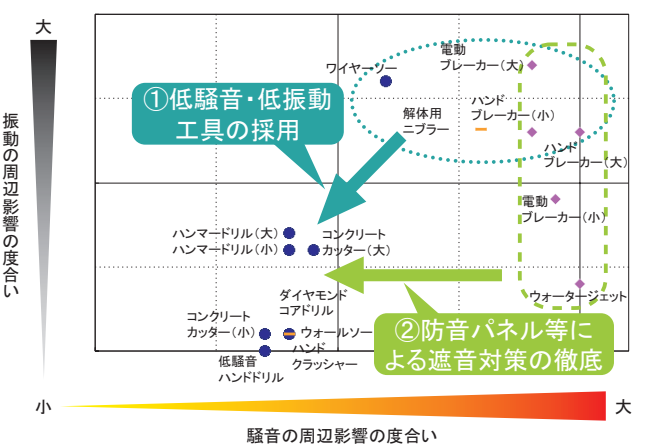 大
電動
ブレーカー（大）
ワイヤーソー
①低騒音・低振動
工具の採用
解体用
ニブラー
ハンド
ブレーカー（小）
ハンド
ブレーカー（大）
振動の周辺影響の度合い
電動
ブレーカー（小）
ハンマードリル（大）
ハンマードリル（小）
コンクリート
カッター（大）
ダイヤモンド
コアドリル
ウォータージェット
コンクリート
カッター（小）
ウォールソー
ハンド
クラッシャー
②防音パネル等に
よる遮音対策の徹底
低騒音
ハンドドリル
小
大
騒音の周辺影響の度合い